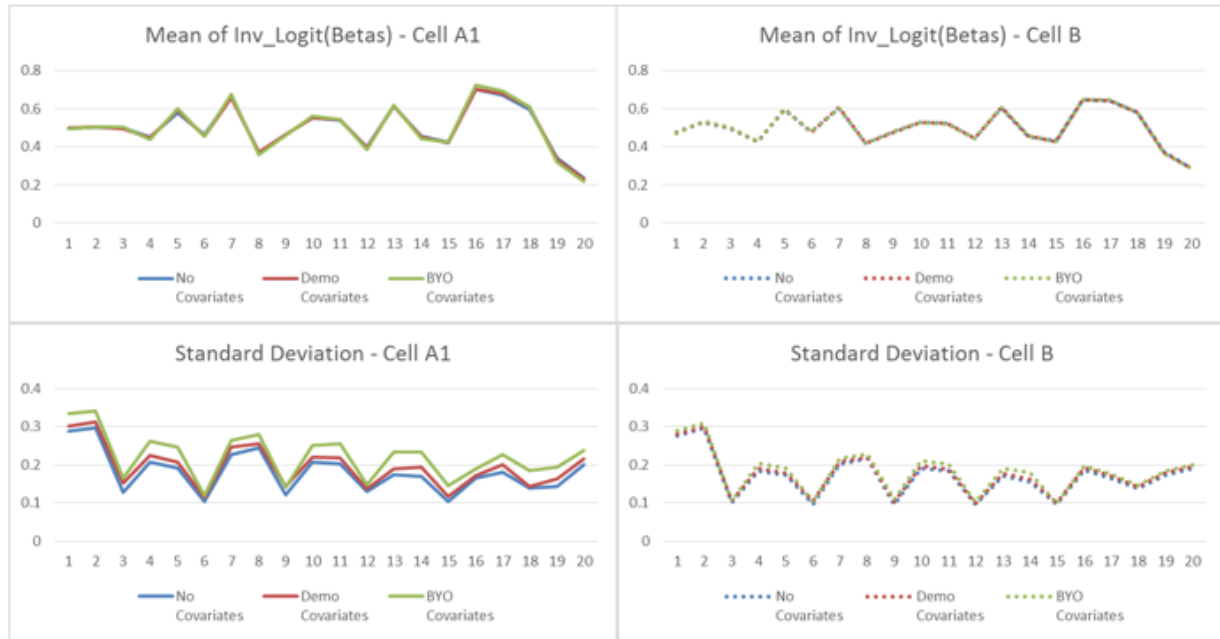 Mean of Inv_Logit(Betas) - Cell A1
0.8
0.6
0.4
0.2
0
1 2 3 4 5 6 7 8 9 10 11 12 13 14 15 16 17 18 19 20
No Covariates
Demo Covariates
BYO Covariates
Mean of Inv_Logit(Betas) - Cell B
0.8
0.6
0.4
0.2
0
1 2 3 4 5 6 7 8 9 10 11 12 13 14 15 16 17 18 19 20
No Covariates
Demo Covariates
BYO Covariates
Standard Deviation - Cell A1
0.4
0.3
0.2
0.1
0
1 2 3 4 5 6 7 8 9 10 11 12 13 14 15 16 17 18 19 20
No Covariates
Demo Covariates
BYO Covariates
Standard Deviation - Cell B
0.4
0.3
0.2
0.1
0
1 2 3 4 5 6 7 8 9 10 11 12 13 14 15 16 17 18 19 20
No Covariates
Demo Covariates
BYO Covariates